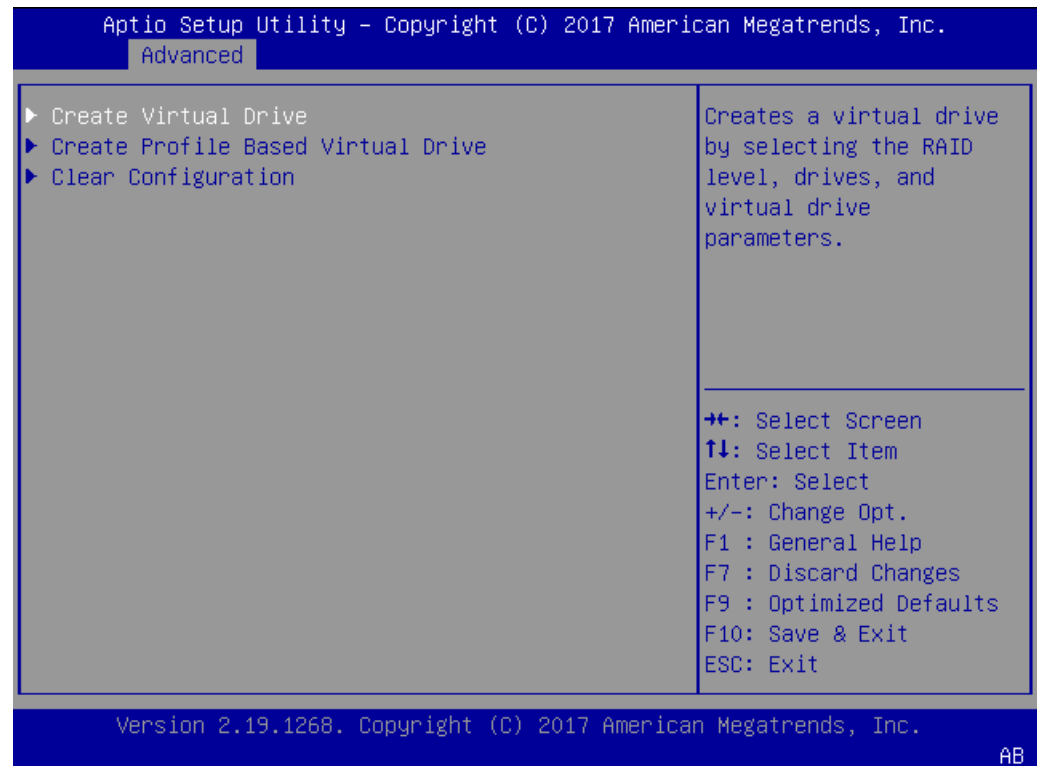 Aptio Setup Utility – Copyright (C) 2017 American Megatrends, Inc.
Advanced
▶ Create Virtual Drive
▶ Create Profile Based Virtual Drive
▶ Clear Configuration
Creates a virtual drive
by selecting the RAID
level, drives, and
virtual drive
parameters.
→←: Select Screen
↑↓: Select Item
Enter: Select
+/-: Change Opt.
F1 : General Help
F7 : Discard Changes
F9 : Optimized Defaults
F10: Save & Exit
ESC: Exit
Version 2.19.1268. Copyright (C) 2017 American Megatrends, Inc.
AB